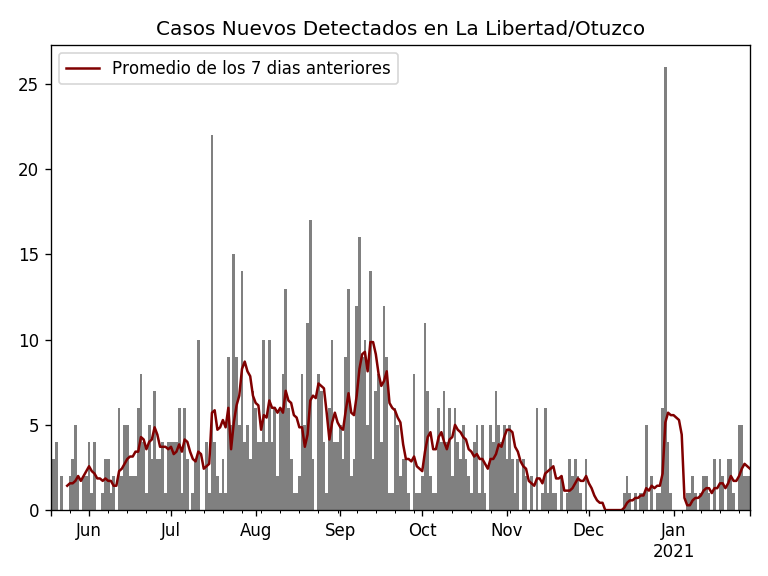 Casos Nuevos Detectados en La Libertad/Otuzco
Promedio de los 7 dias anteriores
25
20
15
10
5
0
Jun Jul Aug Sep Oct Nov Dec Jan
2021